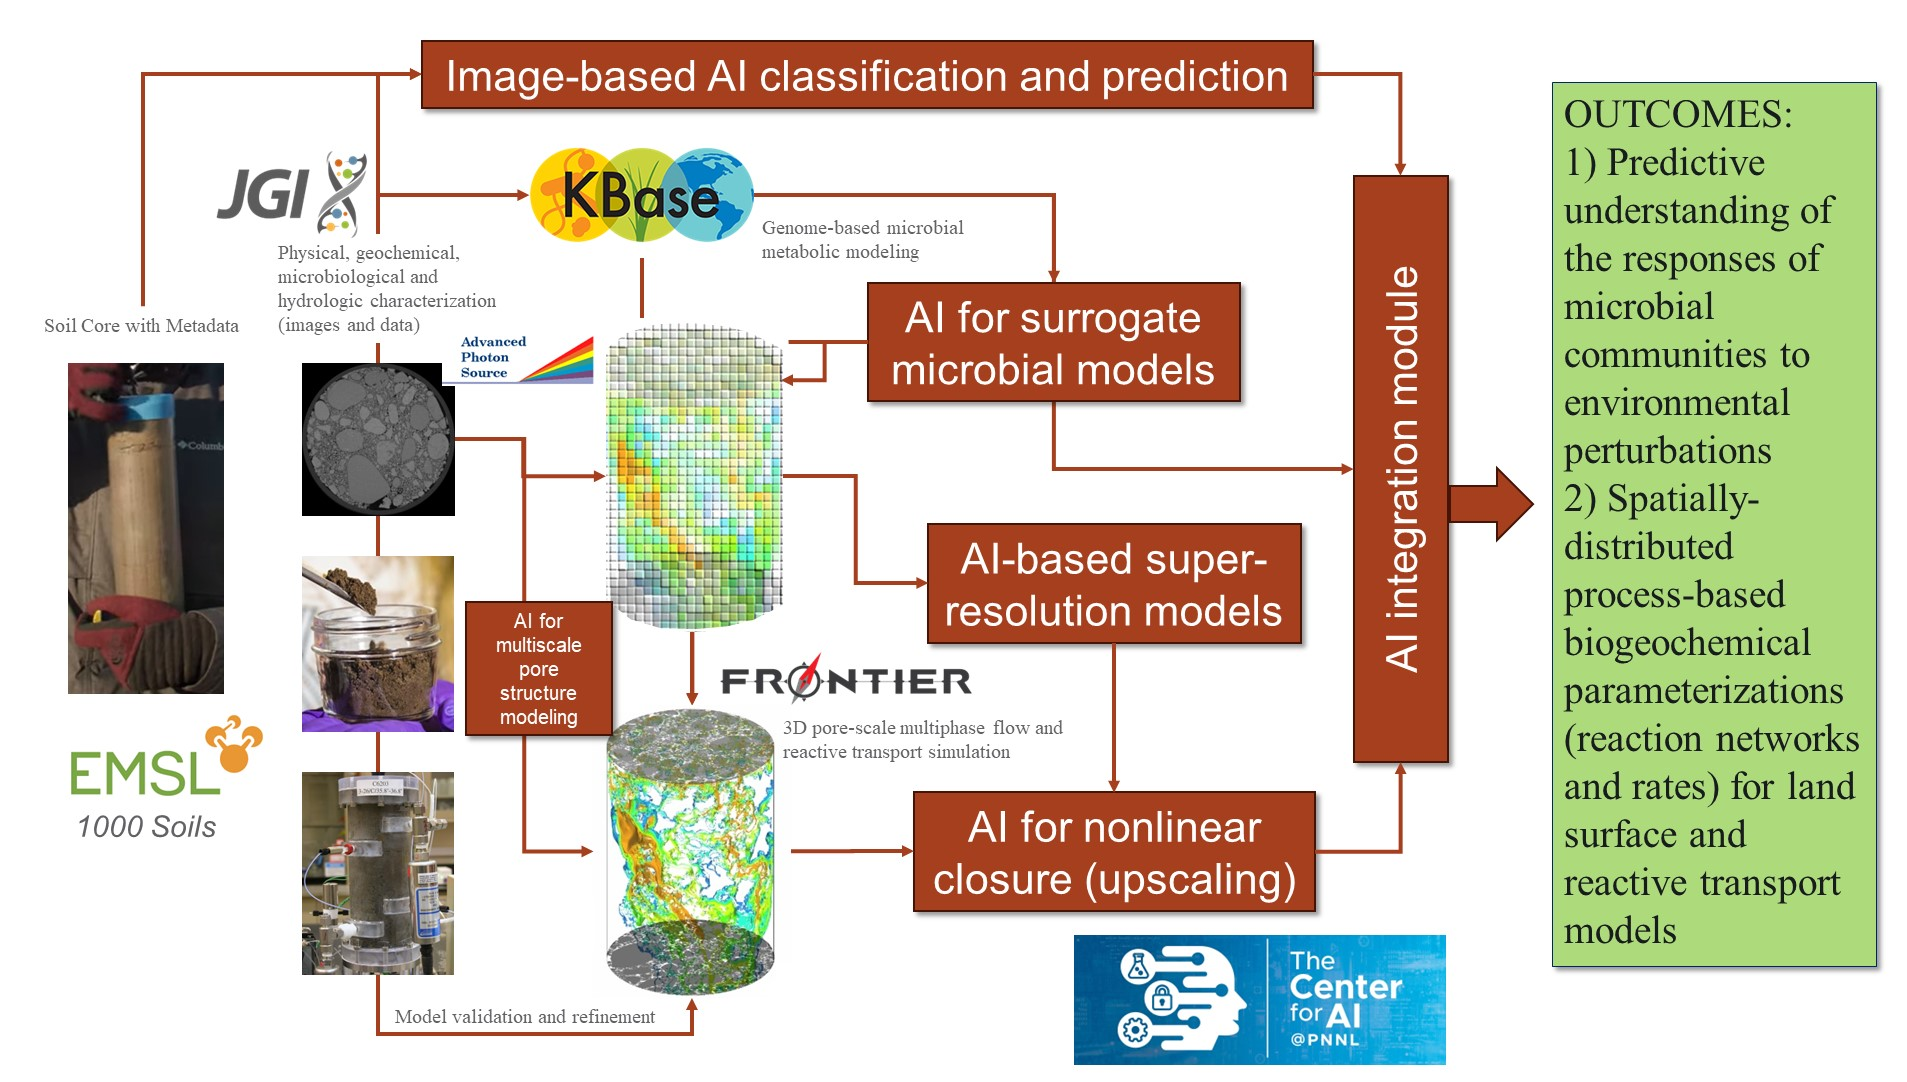 Image-based AI classification and prediction
JGI
KBase
Genome-based microbial
metabolic modeling
Physical, geochemical,
microbiological and
hydrologic characterization
(images and data)
Soil Core with Metadata
Advanced
Photon
Source
AI for surrogate
microbial models
Columb
AI-based super-
resolution models
AI for
multiscale
pore
structure
modeling
FRONTIER
3D pore-scale multiphase flow and
reactive transport simulation
EMSL
1000 Soils
AI for nonlinear
closure (upscaling)
Model validation and refinement
The
Center
for AI
@PNNL
AI integration module
OUTCOMES:
1) Predictive
understanding of
the responses of
microbial
communities to
environmental
perturbations
2) Spatially-
distributed
process-based
biogeochemical
parameterizations
(reaction networks
and rates) for land
surface and
reactive transport
models